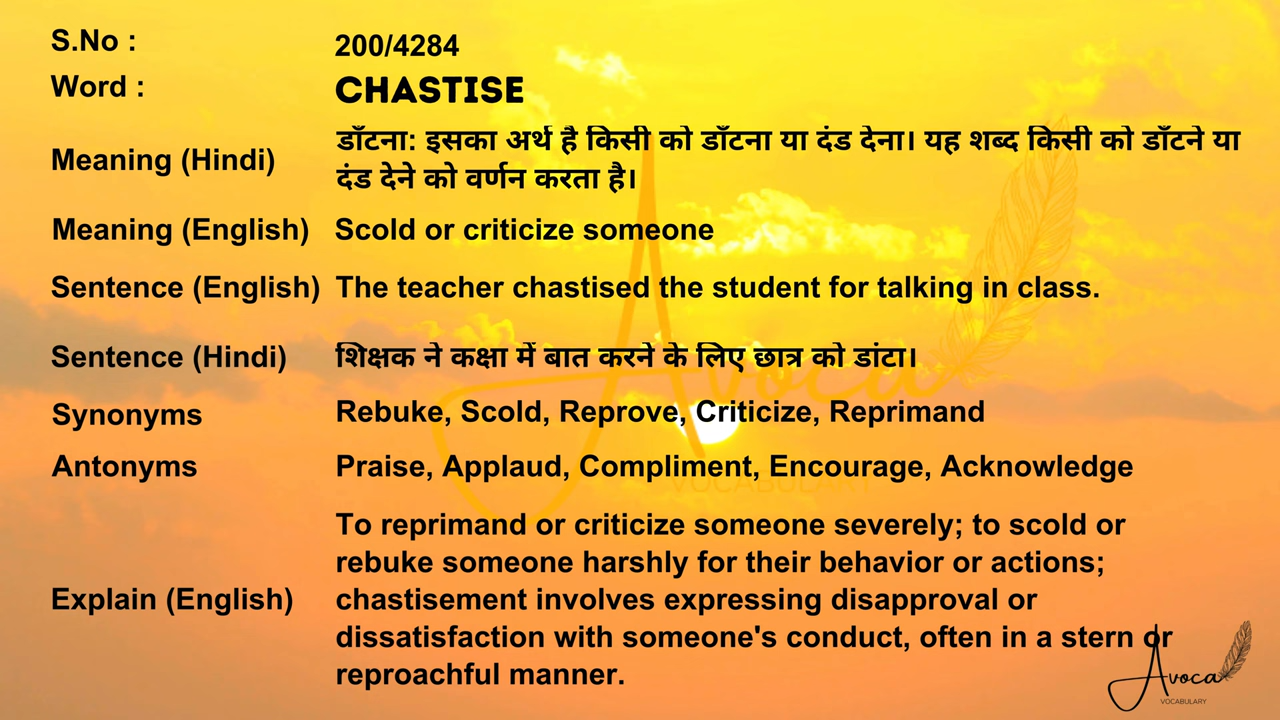 S.No : 200/4284
Word : CHASTISE
Meaning (Hindi) डाँटना: इसका अर्थ है किसी को डाँटना या दंड देना। यह शब्द किसी को डाँटने या
दंड देने को वर्णन करता है।
Meaning (English) Scold or criticize someone
Sentence (English) The teacher chastised the student for talking in class.
Sentence (Hindi) शिक्षक ने कक्षा में बात करने के लिए छात्र को डांटा।
Synonyms Rebuke, Scold, Reprove, Criticize, Reprimand
Antonyms Praise, Applaud, Compliment, Encourage, Acknowledge
Explain (English) To reprimand or criticize someone severely; to scold or
rebuke someone harshly for their behavior or actions;
chastisement involves expressing disapproval or
dissatisfaction with someone's conduct, often in a stern or
reproachful manner.
Avoca
VOCABULARY
Avoca
VOCABULARY